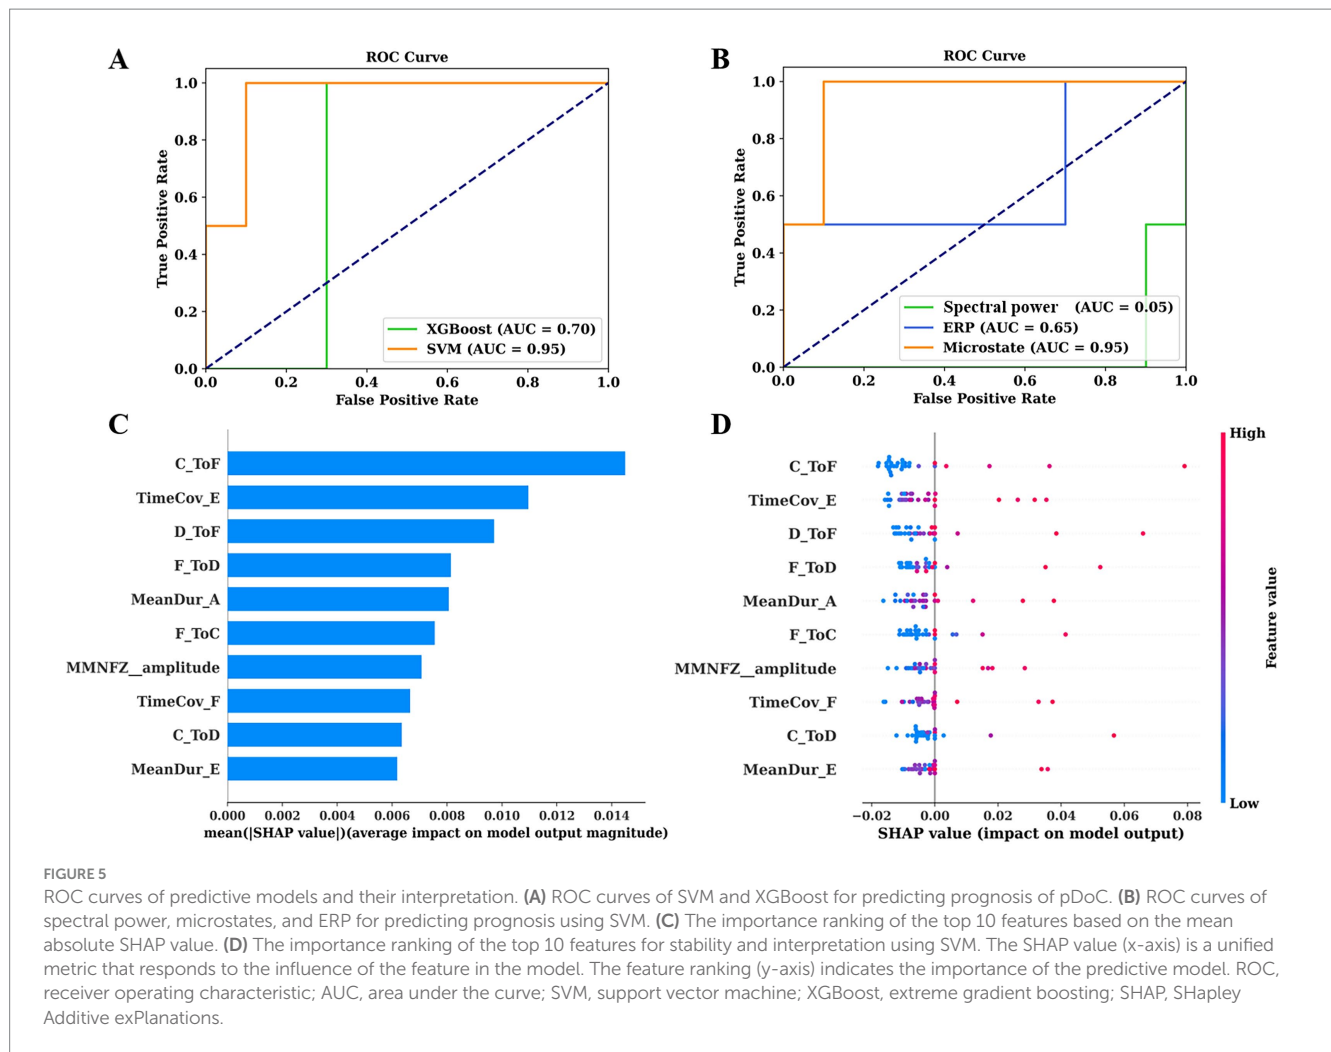 A
ROC Curve
True Positive Rate
1.0
0.8
0.6
0.4
0.2
0.0
XGBoost (AUC = 0.70)
SVM (AUC = 0.95)
0.0 0.2 0.4 0.6 0.8 1.0
False Positive Rate
B
ROC Curve
True Positive Rate
1.0
0.8
0.6
0.4
0.2
0.0
Spectral power (AUC = 0.05)
ERP (AUC = 0.65)
Microstate (AUC = 0.95)
0.0 0.2 0.4 0.6 0.8 1.0
False Positive Rate
C
C_ToF
TimeCov_E
D_ToF
F_ToD
MeanDur_A
F_ToC
MMNFZ__amplitude
TimeCov_F
C_ToD
MeanDur_E
0.000 0.002 0.004 0.006 0.008 0.010 0.012 0.014
mean(|SHAP value|)(average impact on model output magnitude)
D
C_ToF
TimeCov_E
D_ToF
F_ToD
MeanDur_A
F_ToC
MMNFZ__amplitude
TimeCov_F
C_ToD
MeanDur_E
−0.02 0.00 0.02 0.04 0.06 0.08
SHAP value (impact on model output)
High
Feature value
Low
FIGURE 5
ROC curves of predictive models and their interpretation. (A) ROC curves of SVM and XGBoost for predicting prognosis of pDoC. (B) ROC curves of
spectral power, microstates, and ERP for predicting prognosis using SVM. (C) The importance ranking of the top 10 features based on the mean
absolute SHAP value. (D) The importance ranking of the top 10 features for stability and interpretation using SVM. The SHAP value (x-axis) is a unified
metric that responds to the influence of the feature in the model. The feature ranking (y-axis) indicates the importance of the predictive model. ROC,
receiver operating characteristic; AUC, area under the curve; SVM, support vector machine; XGBoost, extreme gradient boosting; SHAP, SHapley
Additive exPlanations.